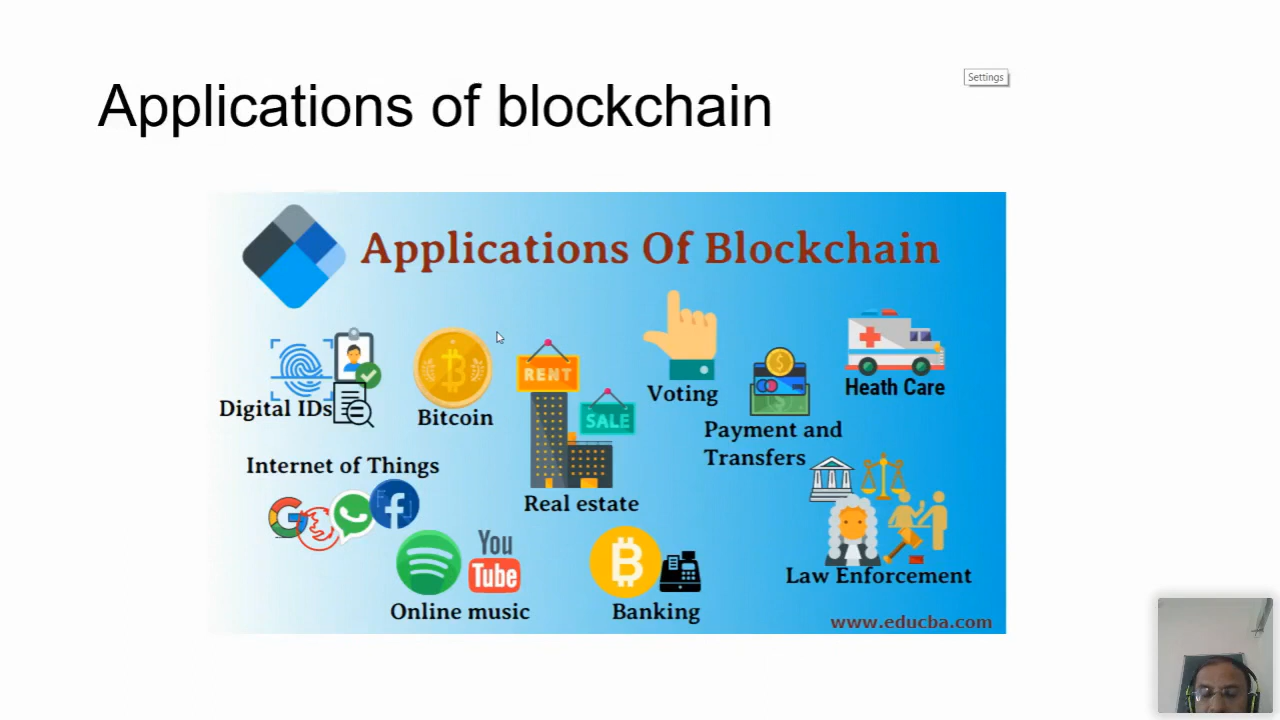 Settings
Applications of blockchain
Applications Of Blockchain
RENT
SALE
Voting
Heath Care
Digital IDs
Bitcoin
Payment and
Transfers
Internet of Things
Real estate
You
Tube
Online music
Banking
Law Enforcement
www.educba.com